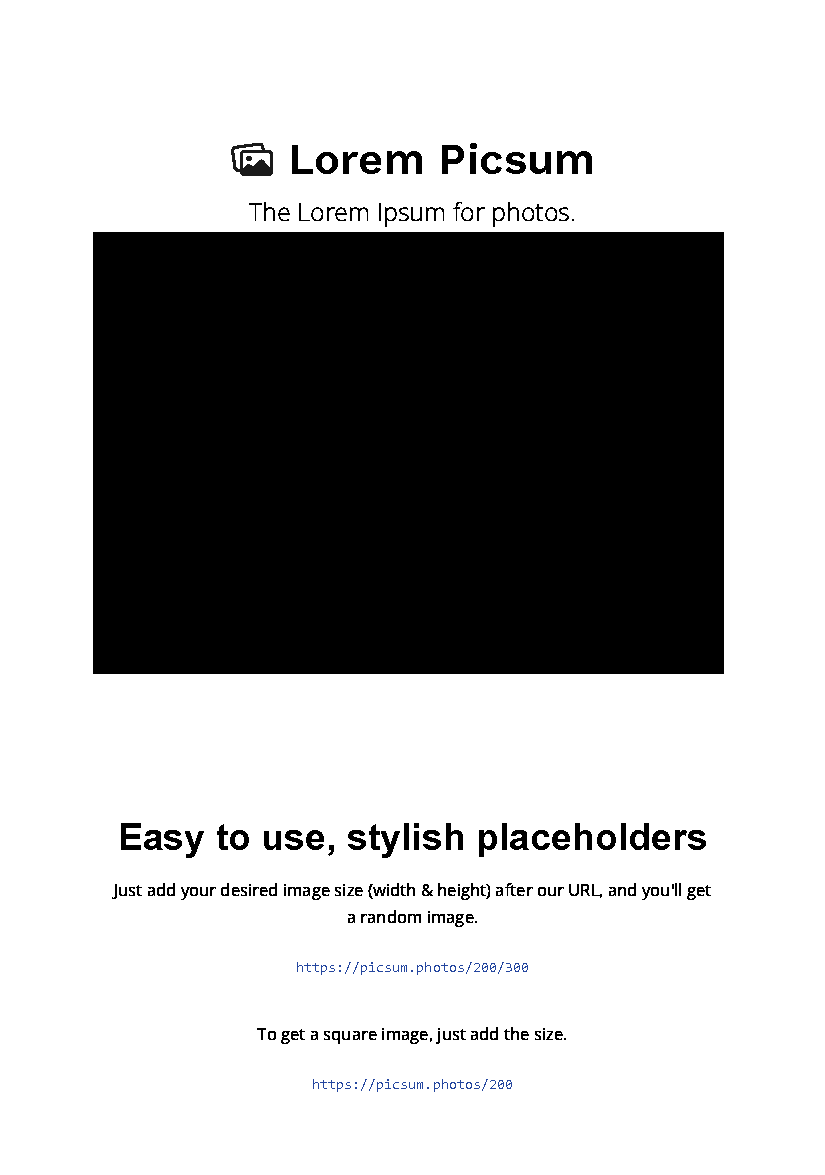 Lorem Picsum
The Lorem Ipsum for photos.
Easy to use, stylish placeholders
Just add your desired image size (width & height) after our URL, and you'll get
a random image.
https://picsum.photos/200/300
To get a square image, just add the size.
https://picsum.photos/200